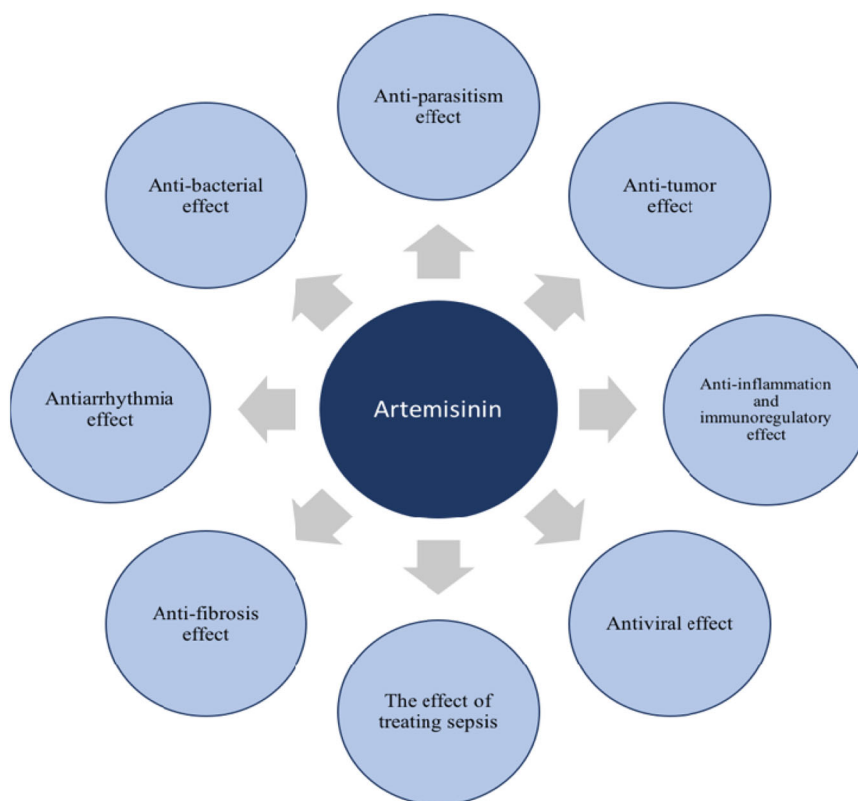 Anti-parasitism
effect
Anti-bacterial
effect
Anti-tumor
effect
Antiarrhythmia
effect
Artemisinin
Anti-inflammation
and
immunoregulatory
effect
Anti-fibrosis
effect
Antiviral effect
The effect of
treating sepsis